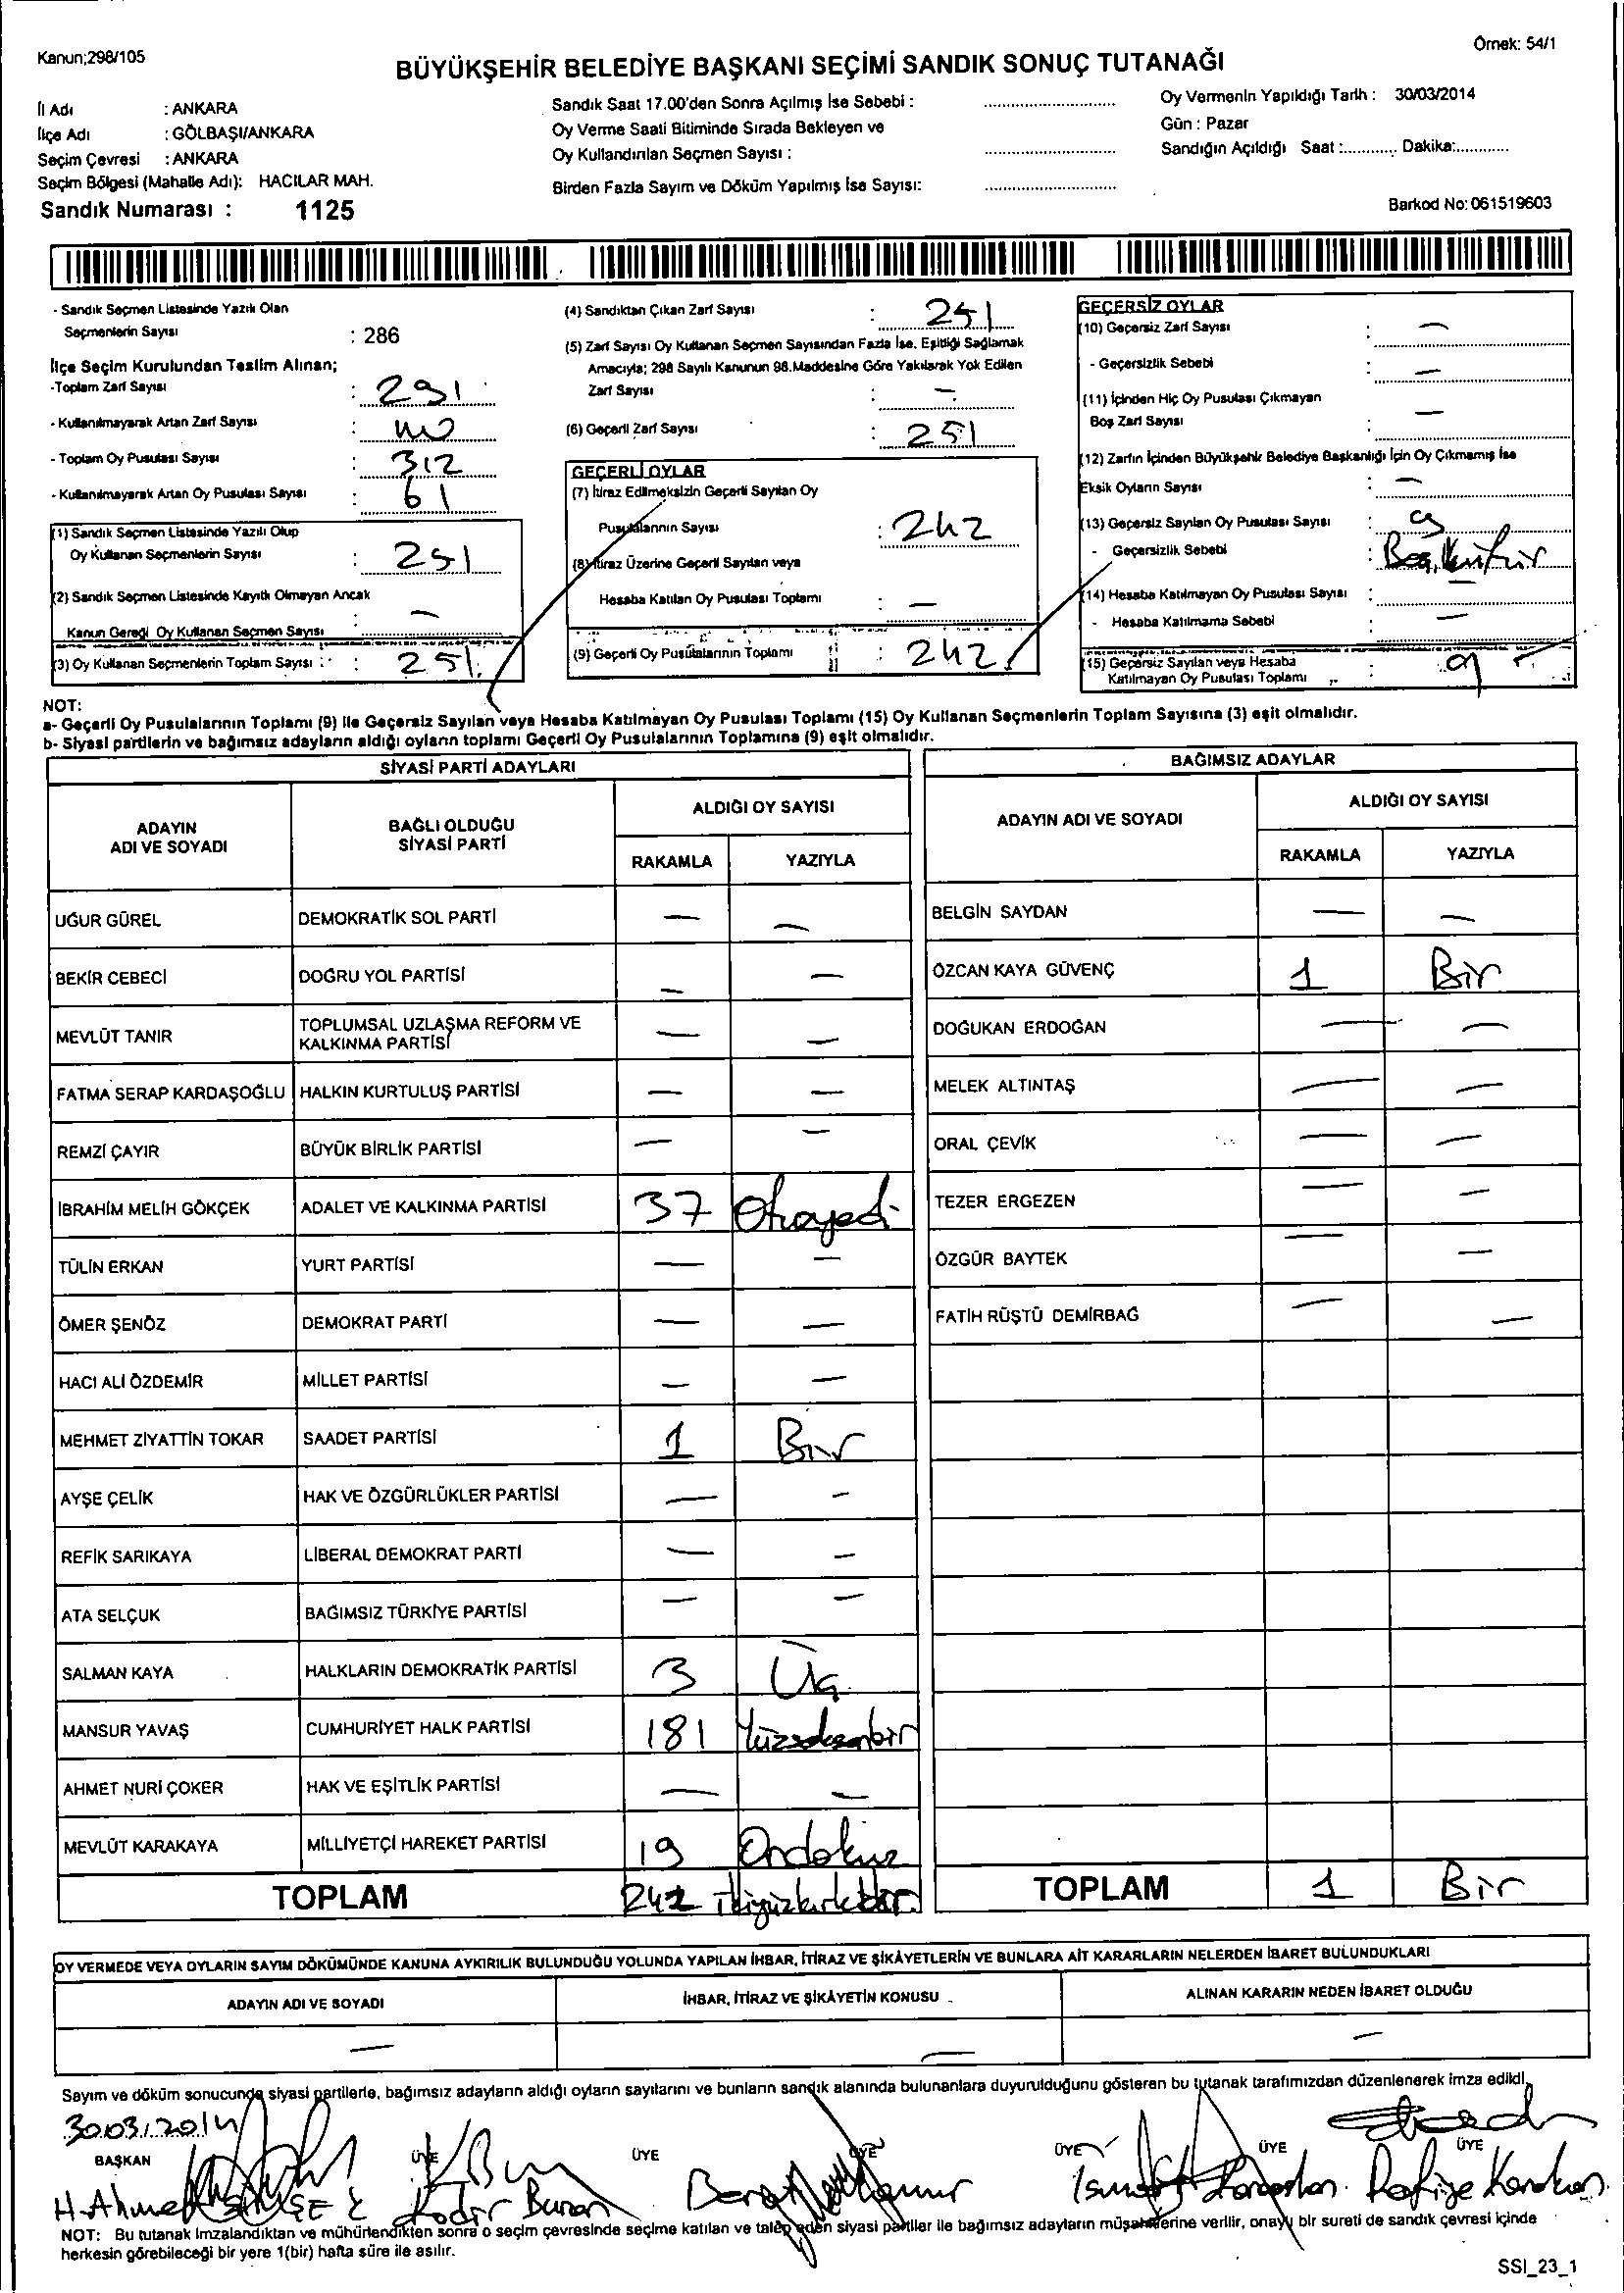 Kanun;298/105
Örnek: 54/1
BÜYÜKŞEHİR BELEDİYE BAŞKANI SEÇİMİ SANDIK SONUÇ TUTANAĞI
İl Adı : ANKARA
İlçe Adı : GÖLBAŞI/ANKARA
Seçim Çevresi : ANKARA
Seçim Bölgesi (Mahalle Adı): HACILAR MAH.
Sandık Numarası : 1125
Sandık Saat 17.00'den Sonra Açılmış İse Sebebi :
Oy Verme Saati Bitiminde Sırada Bekleyen ve
Oy Kullandırılan Seçmen Sayısı :
Birden Fazla Sayım ve Döküm Yapılmış İse Sayısı:
Oy Vermenin Yapıldığı Tarih : 30/03/2014
Gün : Pazar
Sandığın Açıldığı Saat :............ Dakika:............
Barkod No: 061519603
- Sandık Seçmen Listesinde Yazılı Olan
Seçmenlerin Sayısı : 286
İlçe Seçim Kurulundan Teslim Alınan;
-Toplam Zarf Sayısı : 291
- Kullanılmayarak Artan Zarf Sayısı :
- Toplam Oy Pusulası Sayısı : 312
- Kullanılmayarak Artan Oy Pusulası Sayısı : 61
(1) Sandık Seçmen Listesinde Yazılı Olup
Oy Kullanan Seçmenlerin Sayısı : 251
(2) Sandık Seçmen Listesinde Kayıtlı Olmayan Ancak
Kanun Gereği Oy Kullanan Seçmen Sayısı : —
(3) Oy Kullanan Seçmenlerin Toplam Sayısı : 251
(4) Sandıktan Çıkan Zarf Sayısı : 251
(5) Zarf Sayısı Oy Kullanan Seçmen Sayısından Fazla İse, Eşitliği Sağlamak
Amacıyla; 298 Sayılı Kanunun 98.Maddesine Göre Yakılarak Yok Edilen
Zarf Sayısı : —
(6) Geçerli Zarf Sayısı : 251
GEÇERLİ OYLAR
(7) İtiraz Edilmeksizin Geçerli Sayılan Oy
Pusulalarının Sayısı : 242
(8) İtiraz Üzerine Geçerli Sayılan veya
Hesaba Katılan Oy Pusulası Toplamı : —
(9) Geçerli Oy Pusulalarının Toplamı : 242
GEÇERSİZ OYLAR
(10) Geçersiz Zarf Sayısı : —
- Geçersizlik Sebebi : —
(11) İçinden Hiç Oy Pusulası Çıkmayan
Boş Zarf Sayısı : —
(12) Zarfın İçinden Büyükşehir Belediye Başkanlığı İçin Oy Çıkmamış İse
Eksik Oyların Sayısı : —
(13) Geçersiz Sayılan Oy Pusulası Sayısı : 9
- Geçersizlik Sebebi :
(14) Hesaba Katılmayan Oy Pusulası Sayısı : —
- Hesaba Katılmama Sebebi : —
(15) Geçersiz Sayılan veya Hesaba
Katılmayan Oy Pusulası Toplamı : 9
NOT:
a- Geçerli Oy Pusulalarının Toplamı (9) ile Geçersiz Sayılan veya Hesaba Katılmayan Oy Pusulası Toplamı (15) Oy Kullanan Seçmenlerin Toplam Sayısına (3) eşit olmalıdır.
b- Siyasi partilerin ve bağımsız adayların aldığı oyların toplamı Geçerli Oy Pusulalarının Toplamına (9) eşit olmalıdır.
SİYASİ PARTİ ADAYLARI
ADAYIN ADI VE SOYADI
BAĞLI OLDUĞU SİYASİ PARTİ
ALDIĞI OY SAYISI
RAKAMLA YAZIYLA
UĞUR GÜREL DEMOKRATİK SOL PARTİ — —
BEKİR CEBECİ DOĞRU YOL PARTİSİ — —
MEVLÜT TANIR TOPLUMSAL UZLAŞMA REFORM VE KALKINMA PARTİSİ — —
FATMA SERAP KARDAŞOĞLU HALKIN KURTULUŞ PARTİSİ — —
REMZİ ÇAYIR BÜYÜK BİRLİK PARTİSİ — —
İBRAHİM MELİH GÖKÇEK ADALET VE KALKINMA PARTİSİ 37 Otuzyedi
TÜLİN ERKAN YURT PARTİSİ — —
ÖMER ŞENÖZ DEMOKRAT PARTİ — —
HACI ALİ ÖZDEMİR MİLLET PARTİSİ — —
MEHMET ZİYATTİN TOKAR SAADET PARTİSİ 1 Bir
AYŞE ÇELİK HAK VE ÖZGÜRLÜKLER PARTİSİ — —
REFİK SARIKAYA LİBERAL DEMOKRAT PARTİ — —
ATA SELÇUK BAĞIMSIZ TÜRKİYE PARTİSİ — —
SALMAN KAYA HALKLARIN DEMOKRATİK PARTİSİ 3 Üç
MANSUR YAVAŞ CUMHURİYET HALK PARTİSİ 181 Yüzseksenbir
AHMET NURİ ÇOKER HAK VE EŞİTLİK PARTİSİ — —
MEVLÜT KARAKAYA MİLLİYETÇİ HAREKET PARTİSİ 19 Ondokuz
TOPLAM
BAĞIMSIZ ADAYLAR
ADAYIN ADI VE SOYADI
ALDIĞI OY SAYISI
RAKAMLA YAZIYLA
BELGİN SAYDAN — —
ÖZCAN KAYA GÜVENÇ 1 Bir
DOĞUKAN ERDOĞAN — —
MELEK ALTINTAŞ — —
ORAL ÇEVİK — —
TEZER ERGEZEN — —
ÖZGÜR BAYTEK — —
FATİH RÜŞTÜ DEMİRBAĞ — —
TOPLAM 1 Bir
OY VERMEDE VEYA OYLARIN SAYIM DÖKÜMÜNDE KANUNA AYKIRILIK BULUNDUĞU YOLUNDA YAPILAN İHBAR, İTİRAZ VE ŞİKÂYETLERİN VE BUNLARA AİT KARARLARIN NELERDEN İBARET BULUNDUKLARI
ADAYIN ADI VE SOYADI İHBAR, İTİRAZ VE ŞİKÂYETİN KONUSU ALINAN KARARIN NEDEN İBARET OLDUĞU
— — —
Sayım ve döküm sonucunda siyasi partilerle, bağımsız adayların aldığı oyların sayılarını ve bunların sandık alanında bulunanlara duyurulduğunu gösteren bu tutanak tarafımızdan düzenlenerek imza edildi.
30.03.2014
BAŞKAN ÜYE ÜYE ÜYE ÜYE ÜYE ÜYE
H. Ahmet Kadir Buran Refiye
NOT: Bu tutanak imzalandıktan ve mühürlendikten sonra o seçim çevresinde seçime katılan ve talep eden siyasi partiler ile bağımsız adayların müşahitlerine verilir, onaylı bir sureti de sandık çevresi içinde
herkesin görebileceği bir yere 1(bir) hafta süre ile asılır.
SSI_23_1